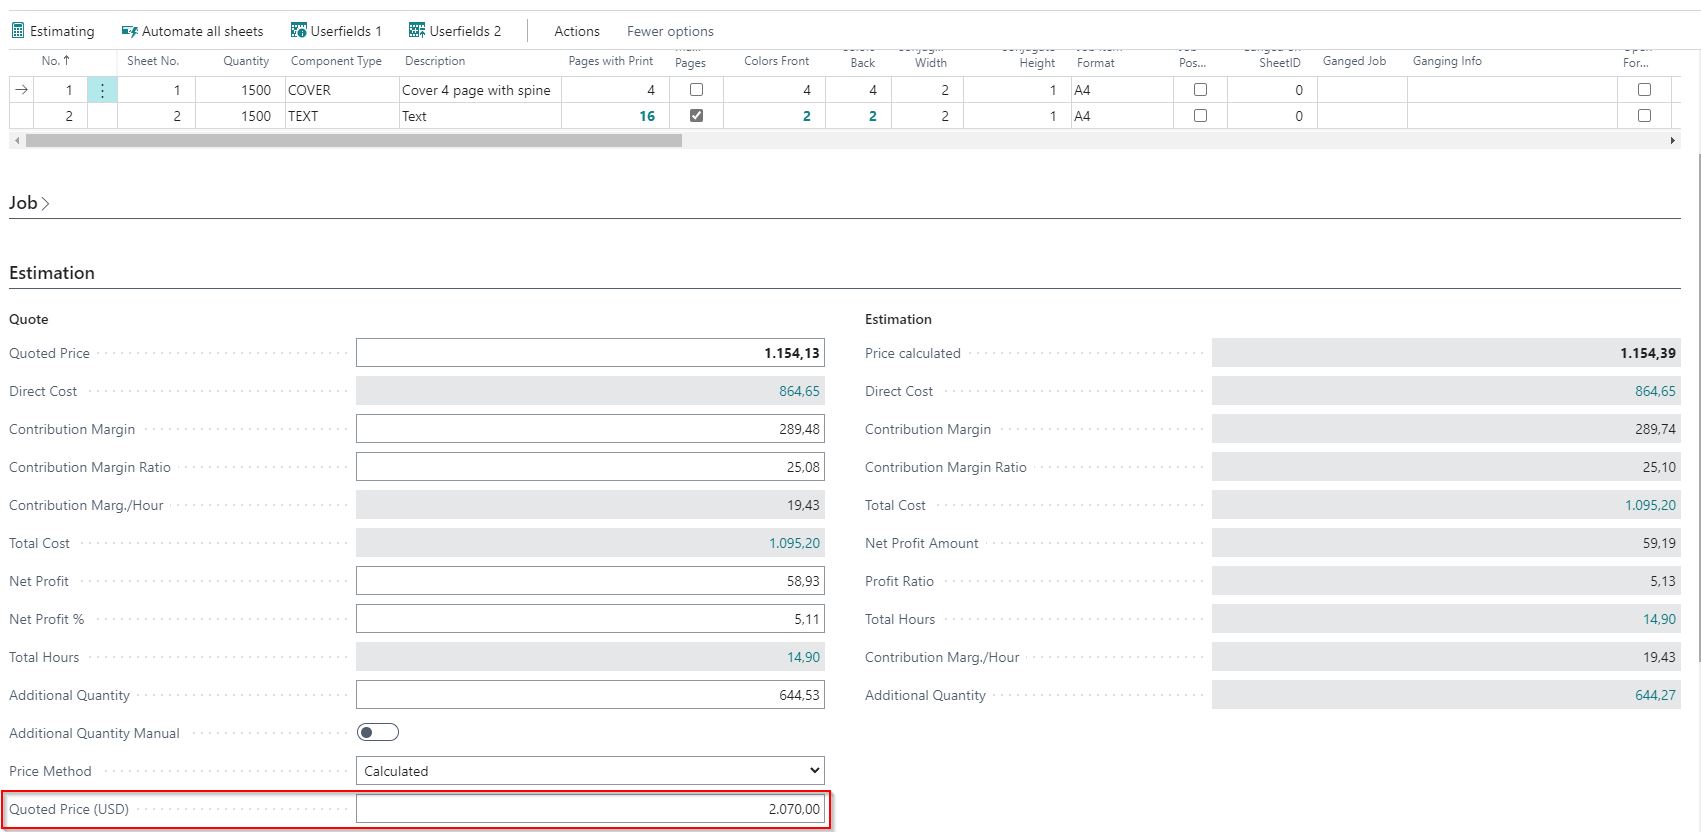 Estimating Automate all sheets Userfields 1 Userfields 2 Actions Fewer options
No. ↑ Sheet No. Quantity Component Type Description Pages with Print Pages Colors Front Back Width Height Format Pos... SheetID Ganged Job Ganging Info For...
→ 1 ⋮ 1 1500 COVER Cover 4 page with spine 4 4 4 2 1 A4 0
2 2 1500 TEXT Text 16 2 2 2 1 A4 0
Job >
Estimation
Quote Estimation
Quoted Price 1.154,13 Price calculated 1.154,39
Direct Cost 864,65 Direct Cost 864,65
Contribution Margin 289,48 Contribution Margin 289,74
Contribution Margin Ratio 25,08 Contribution Margin Ratio 25,10
Contribution Marg./Hour 19,43 Total Cost 1.095,20
Total Cost 1.095,20 Net Profit Amount 59,19
Net Profit 58,93 Profit Ratio 5,13
Net Profit % 5,11 Total Hours 14,90
Total Hours 14,90 Contribution Marg./Hour 19,43
Additional Quantity 644,53 Additional Quantity 644,27
Additional Quantity Manual
Price Method Calculated
Quoted Price (USD) 2.070,00